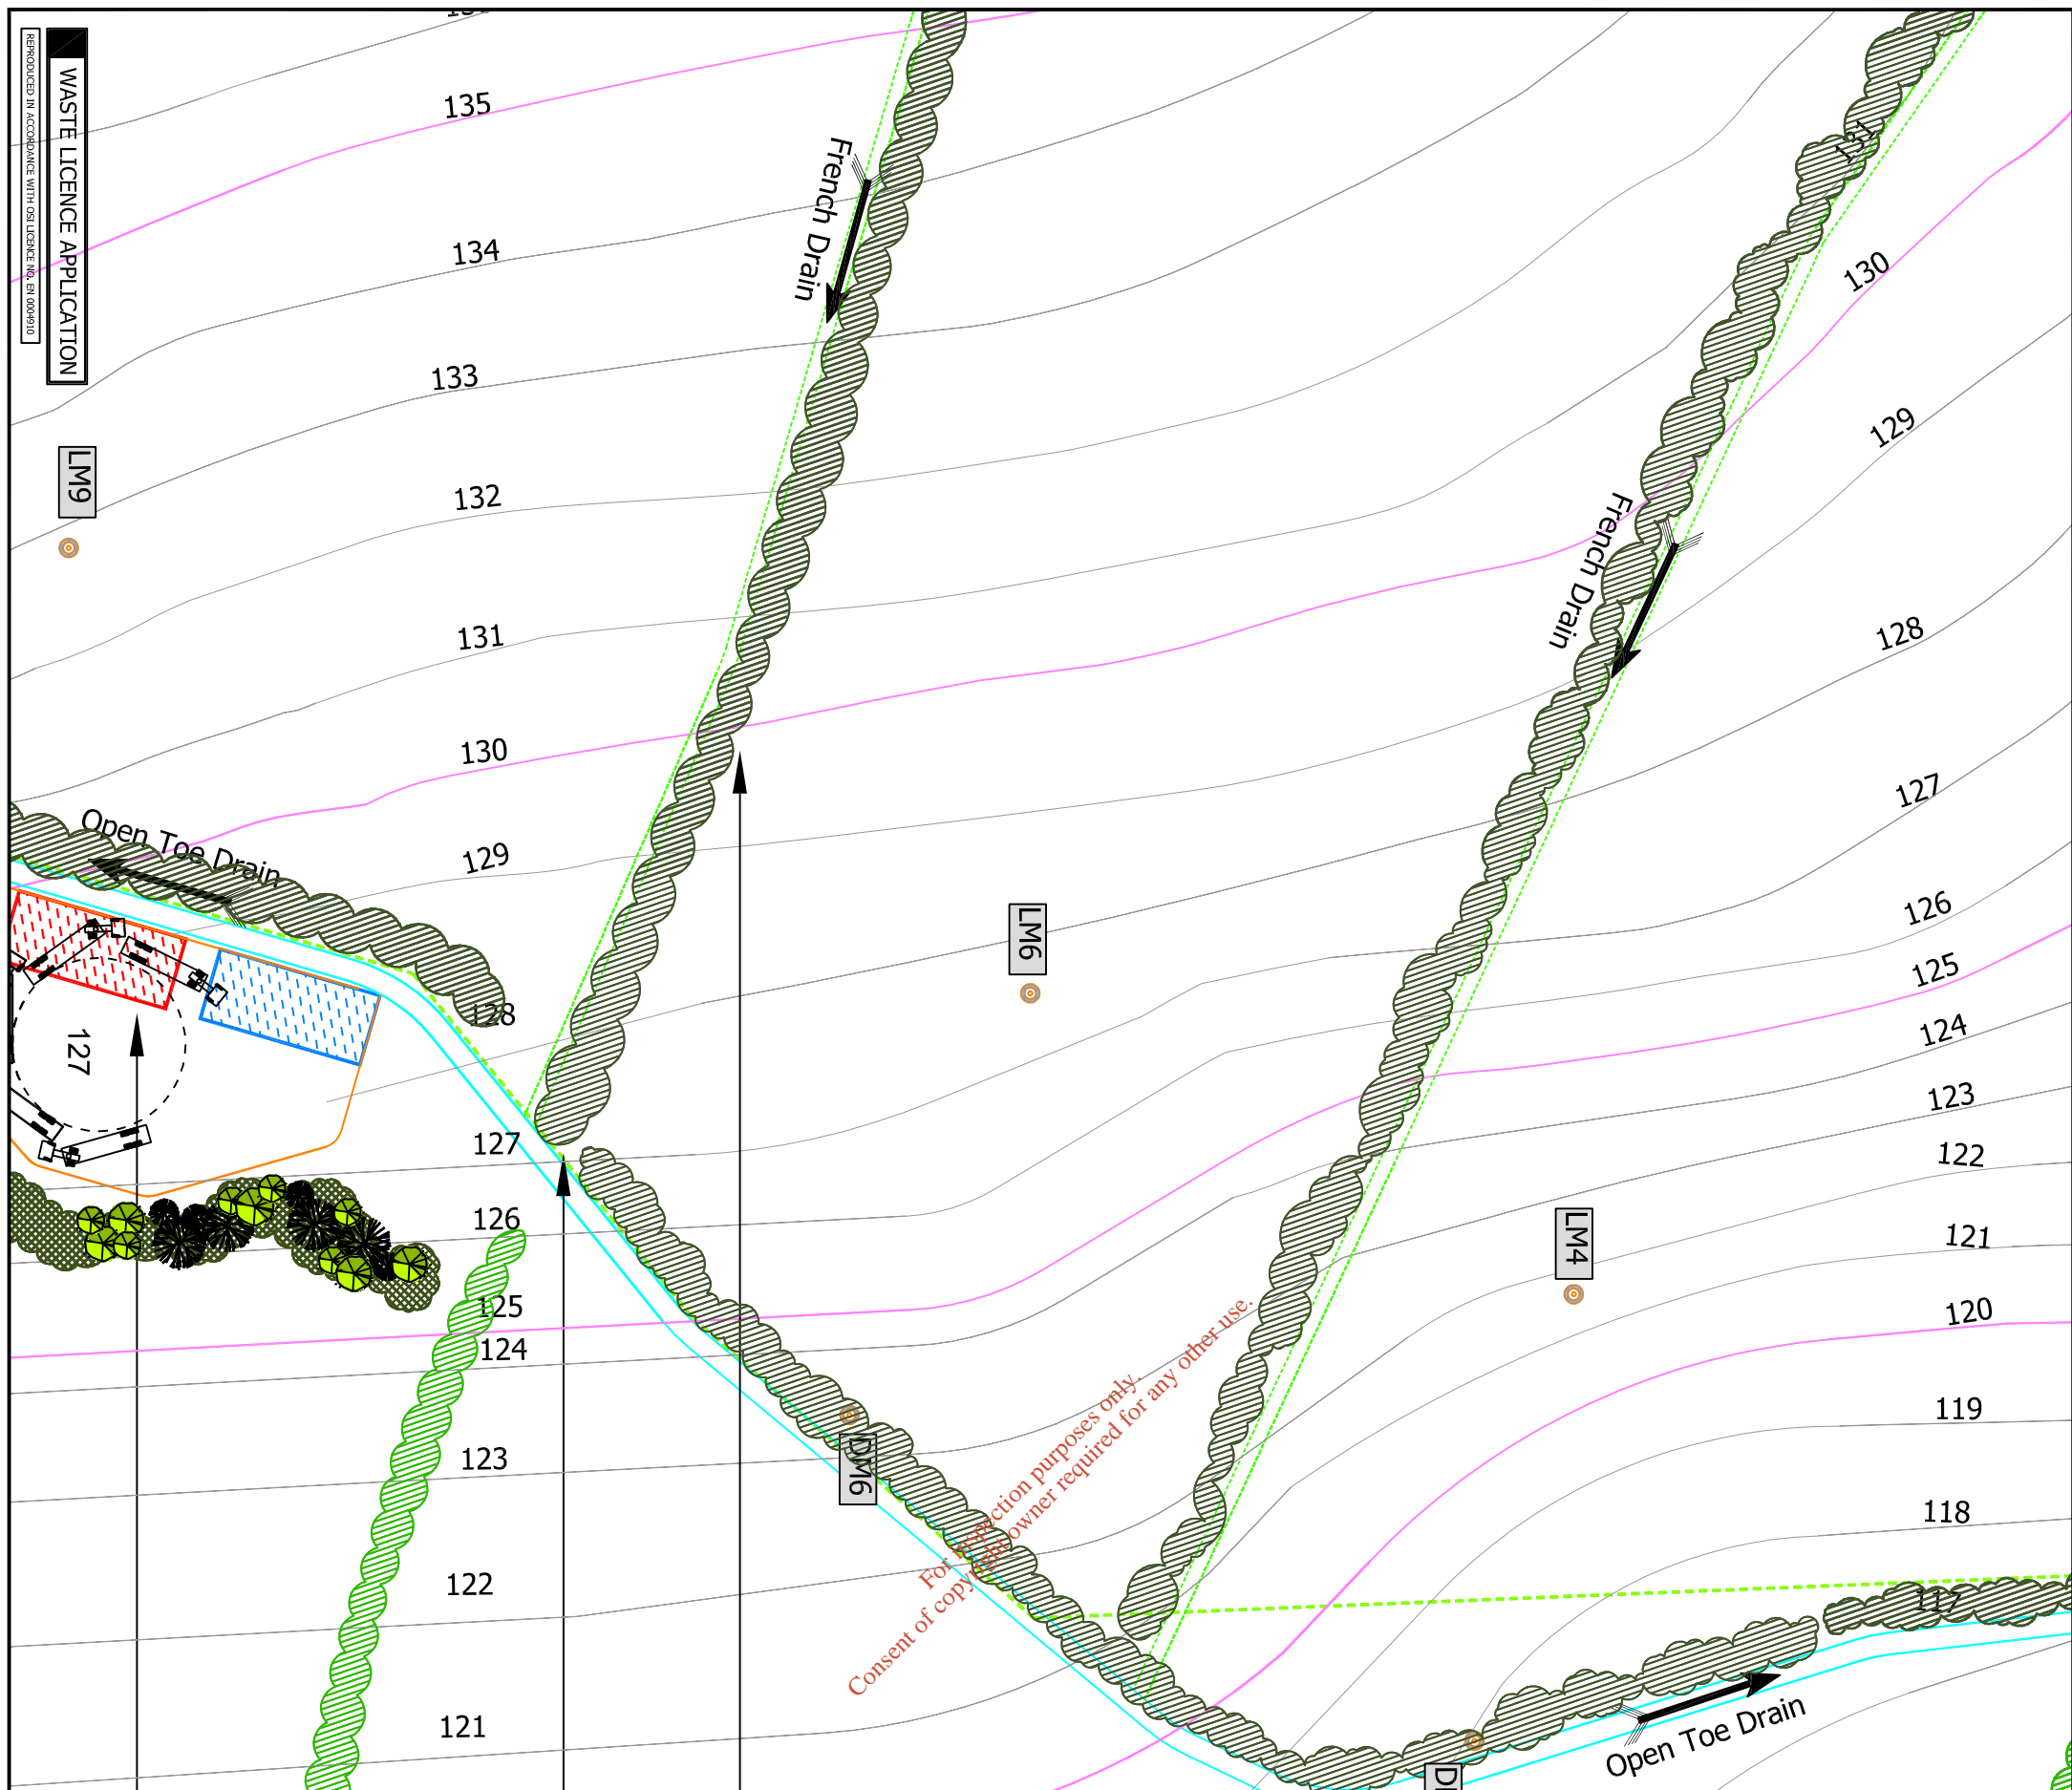 WASTE LICENCE APPLICATION
REPRODUCED IN ACCORDANCE WITH OSI LICENCE NO. EN 0004910
135
134
133
132
131
130
129
128
127
126
125
124
123
122
121
131
130
129
128
127
126
125
124
123
122
121
120
119
118
117
French Drain
French Drain
Open Toe Drain
Open Toe Drain
LM9
LM6
LM4
DM6
127
For inspection purposes only.
Consent of copyright owner required for any other use.